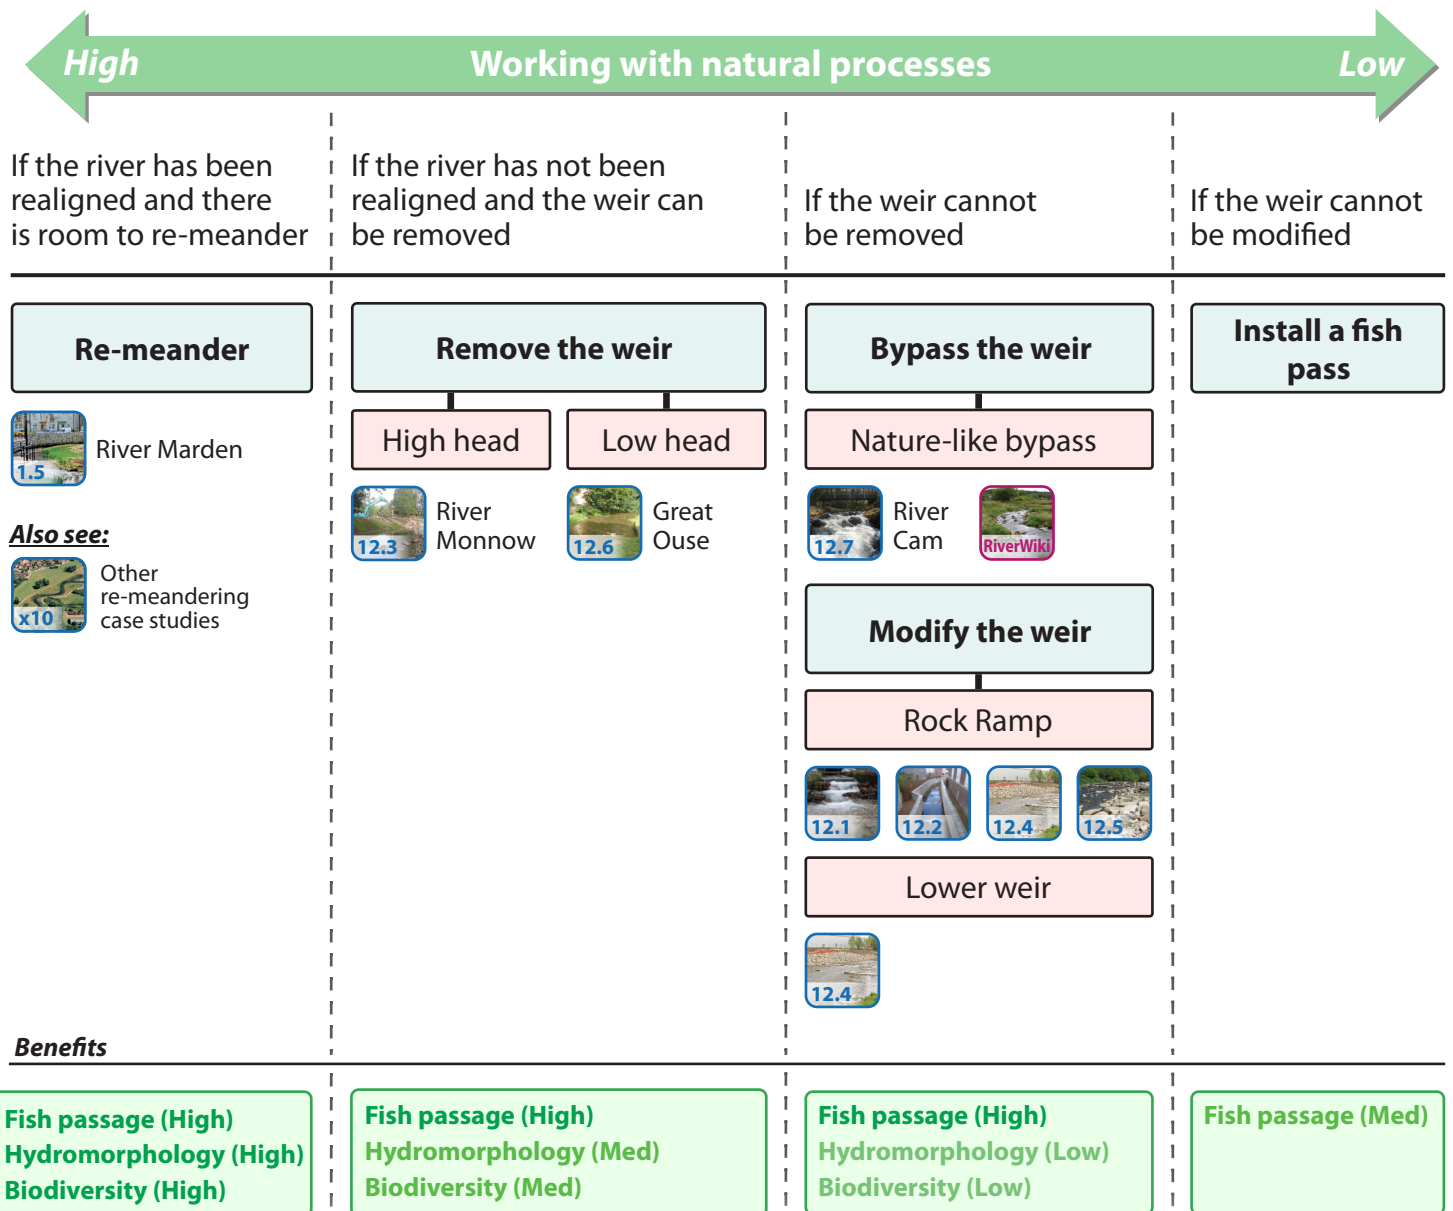 High
Working with natural processes
Low
If the river has been
realigned and there
is room to re-meander
If the river has not been
realigned and the weir can
be removed
If the weir cannot
be removed
If the weir cannot
be modified
Re-meander
1.5
River Marden
Also see:
x10
Other
re-meandering
case studies
Remove the weir
High head
Low head
12.3
River
Monnow
12.6
Great
Ouse
Bypass the weir
Nature-like bypass
12.7
River
Cam
RiverWiki
Modify the weir
Rock Ramp
12.1
12.2
12.4
12.5
Lower weir
12.4
Install a fish
pass
Benefits
Fish passage (High)
Hydromorphology (High)
Biodiversity (High)
Fish passage (High)
Hydromorphology (Med)
Biodiversity (Med)
Fish passage (High)
Hydromorphology (Low)
Biodiversity (Low)
Fish passage (Med)